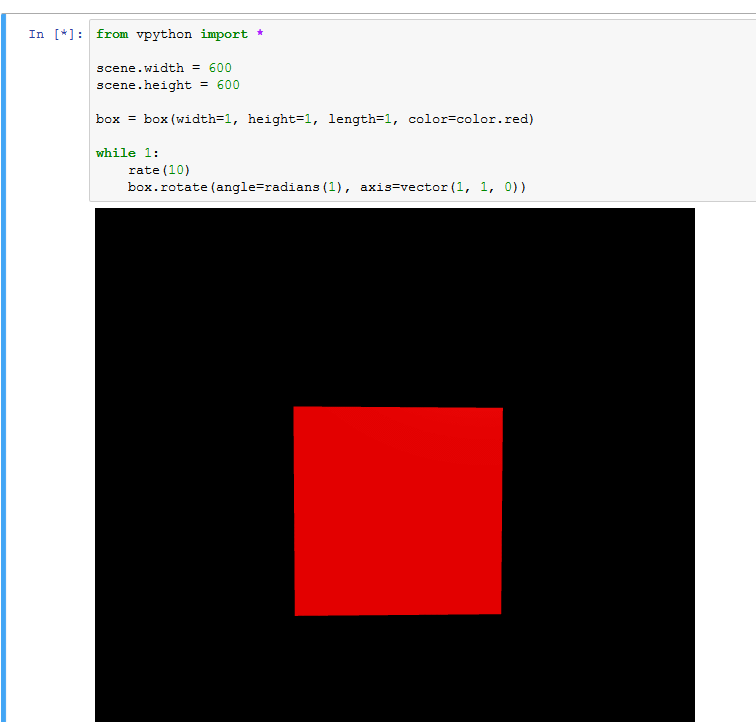 In [*]: from vpython import *
scene.width = 600
scene.height = 600
box = box(width=1, height=1, length=1, color=color.red)
while 1:
    rate(10)
    box.rotate(angle=radians(1), axis=vector(1, 1, 0))